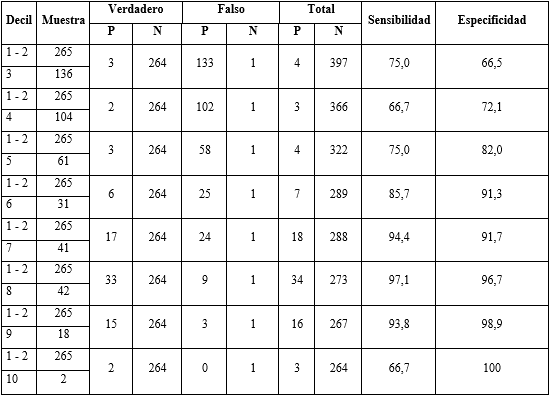 Decil Muestra Verdadero Falso Total Sensibilidad Especificidad
P N P N P N
1 - 2 265
3 136
3 264 133 1 4 397 75,0 66,5
1 - 2 265
4 104
2 264 102 1 3 366 66,7 72,1
1 - 2 265
5 61
3 264 58 1 4 322 75,0 82,0
1 - 2 265
6 31
6 264 25 1 7 289 85,7 91,3
1 - 2 265
7 41
17 264 24 1 18 288 94,4 91,7
1 - 2 265
8 42
33 264 9 1 34 273 97,1 96,7
1 - 2 265
9 18
15 264 3 1 16 267 93,8 98,9
1 - 2 265
10 2
2 264 0 1 3 264 66,7 100